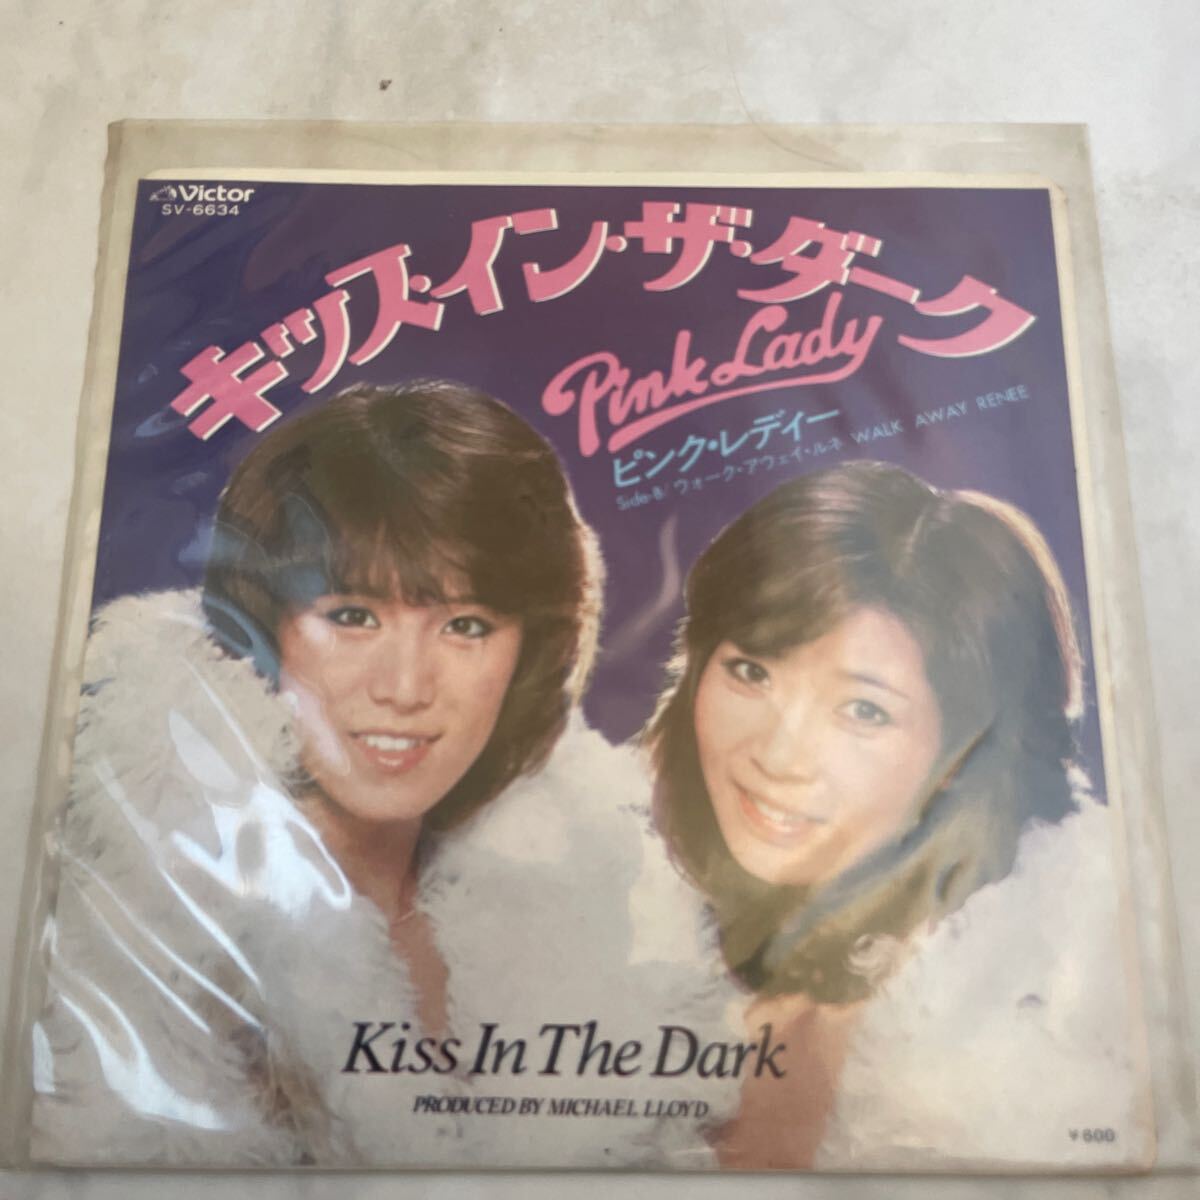 Victor
SV-6634
キッス・イン・ザ・ダーク
Pink Lady
ピンク・レディー
Side-B/ウォーク・アウェイ・ルネ WALK AWAY RENEE
Kiss In The Dark
PRODUCED BY MICHAEL LLOYD
¥600